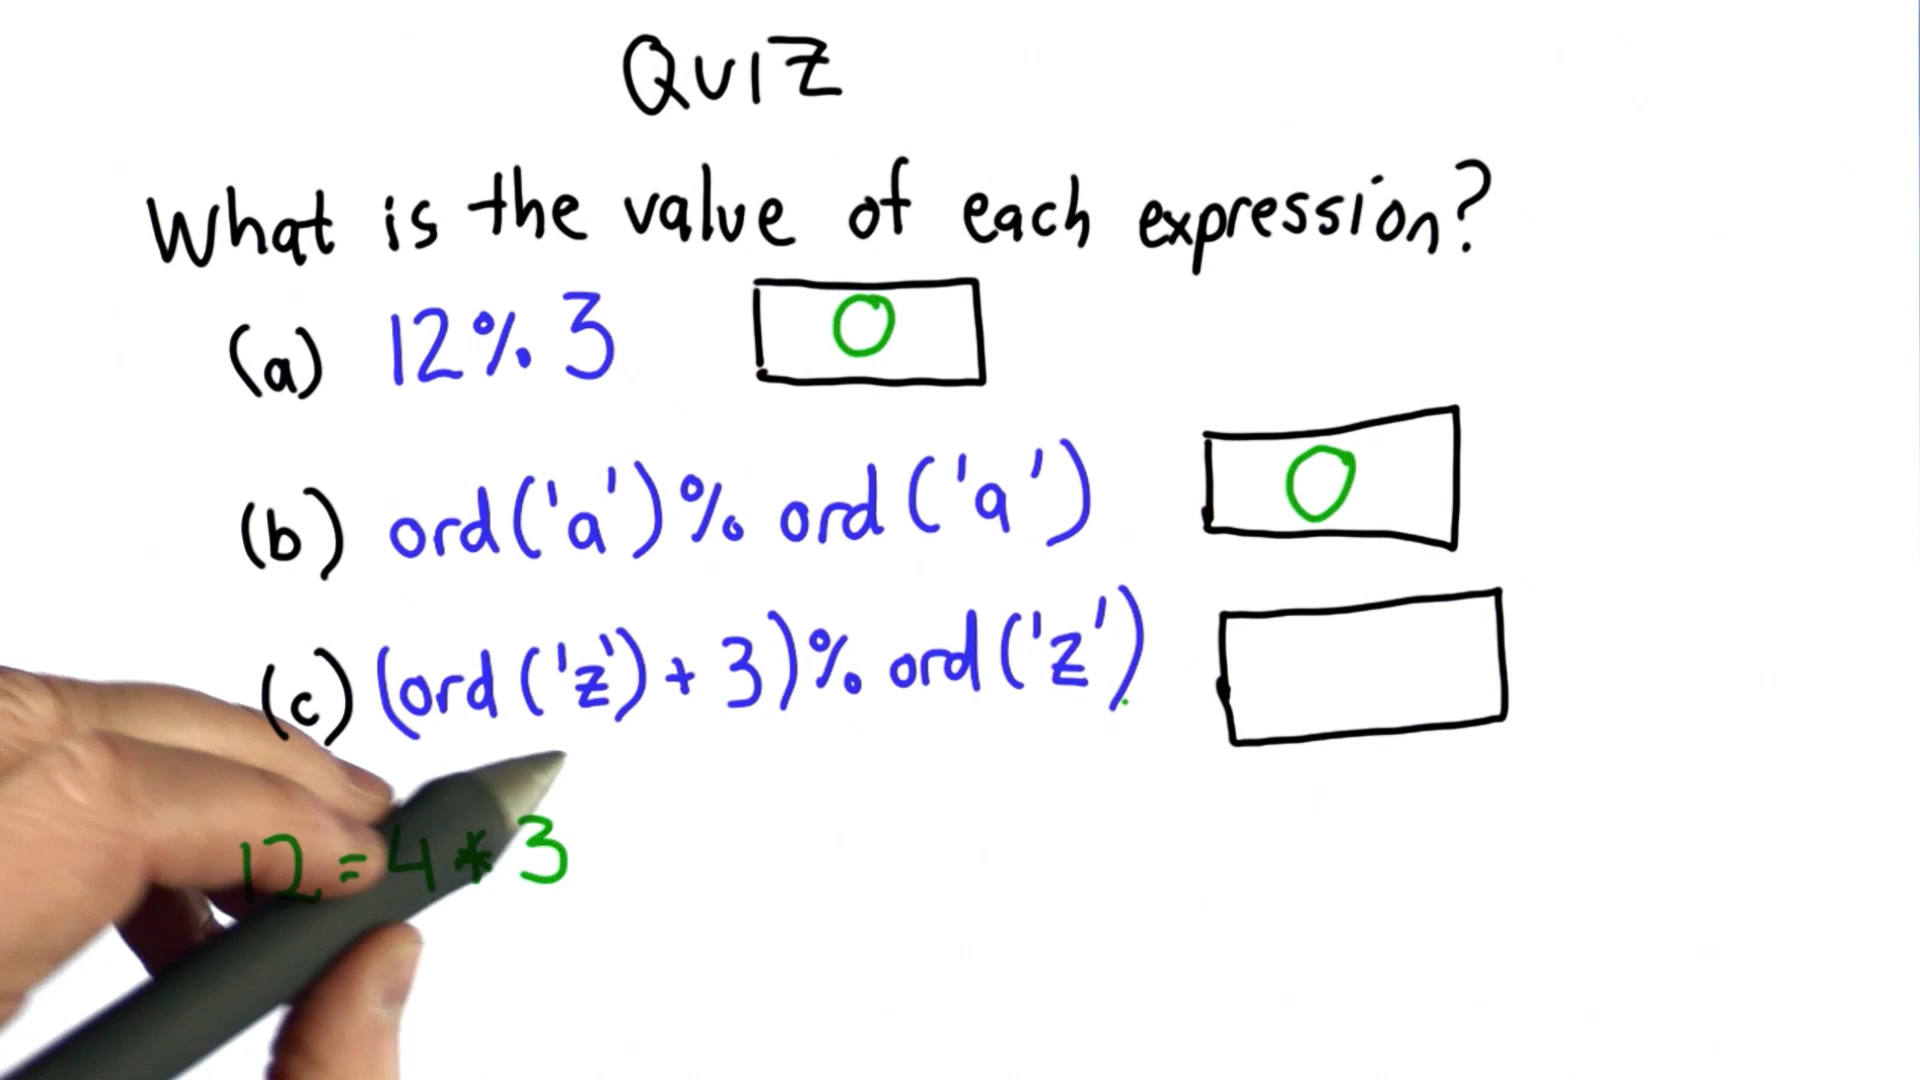 QUIZ
What is the value of each expression?
(a) 12% 3 0
(b) ord('a')% ord('a') 0
(c) (ord('z')+3)% ord('z')
12=4*3